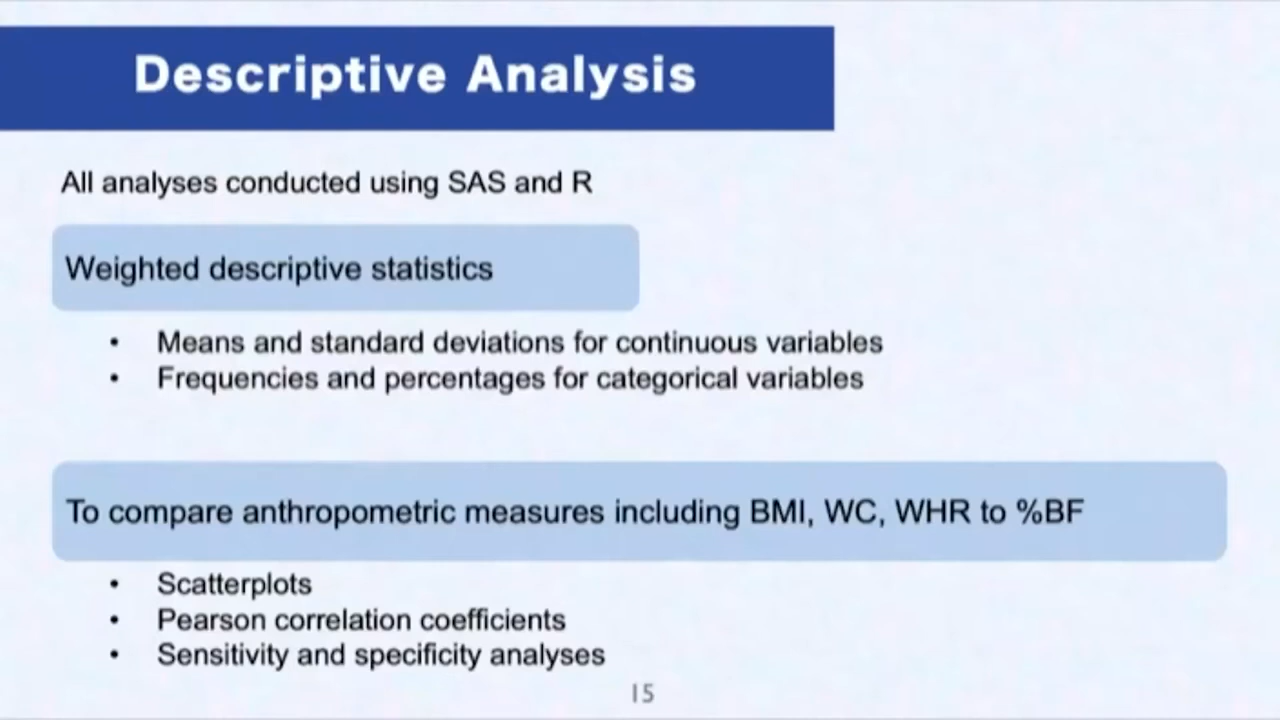 Descriptive Analysis
All analyses conducted using SAS and R
Weighted descriptive statistics
• Means and standard deviations for continuous variables
• Frequencies and percentages for categorical variables
To compare anthropometric measures including BMI, WC, WHR to %BF
• Scatterplots
• Pearson correlation coefficients
• Sensitivity and specificity analyses
15